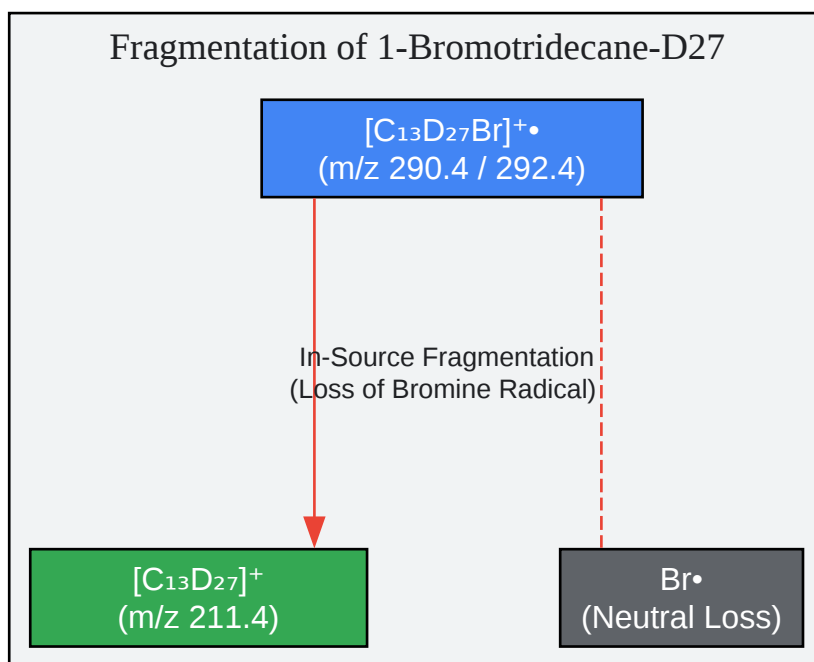 Fragmentation of 1-Bromotridecane-D27
[C₁₃D₂₇Br]⁺•
(m/z 290.4 / 292.4)
In-Source Fragmentation
(Loss of Bromine Radical)
[C₁₃D₂₇]⁺
(m/z 211.4)
Br•
(Neutral Loss)